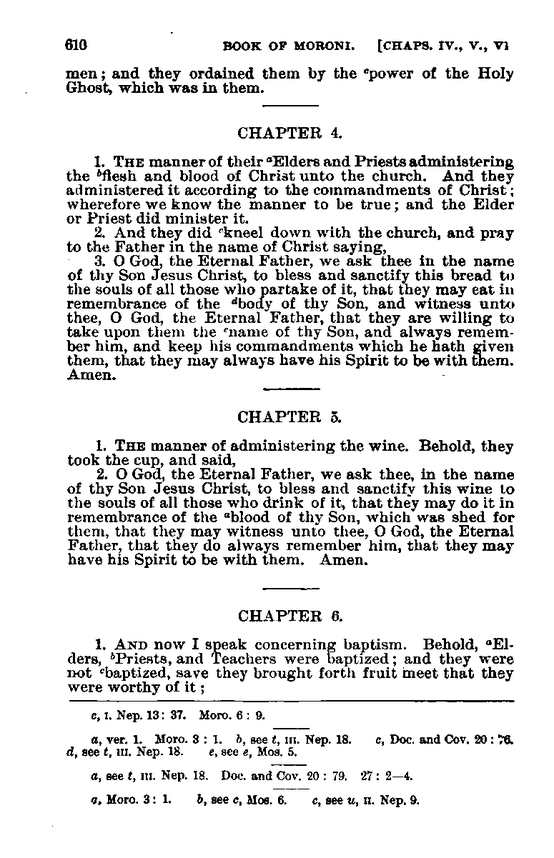 610 BOOK OF MORONI. [CHAPS. IV., V., VI
men; and they ordained them by the ᵉpower of the Holy
Ghost, which was in them.
CHAPTER 4.
1. THE manner of their ᵃElders and Priests administering
the ᵇflesh and blood of Christ unto the church. And they
administered it according to the commandments of Christ;
wherefore we know the manner to be true; and the Elder
or Priest did minister it.
2. And they did ᶜkneel down with the church, and pray
to the Father in the name of Christ saying,
3. O God, the Eternal Father, we ask thee in the name
of thy Son Jesus Christ, to bless and sanctify this bread to
the souls of all those who partake of it, that they may eat in
remembrance of the ᵈbody of thy Son, and witness unto
thee, O God, the Eternal Father, that they are willing to
take upon them the ᵉname of thy Son, and always remem-
ber him, and keep his commandments which he hath given
them, that they may always have his Spirit to be with them.
Amen.
CHAPTER 5.
1. THE manner of administering the wine. Behold, they
took the cup, and said,
2. O God, the Eternal Father, we ask thee, in the name
of thy Son Jesus Christ, to bless and sanctify this wine to
the souls of all those who drink of it, that they may do it in
remembrance of the ᵃblood of thy Son, which was shed for
them, that they may witness unto thee, O God, the Eternal
Father, that they do always remember him, that they may
have his Spirit to be with them. Amen.
CHAPTER 6.
1. AND now I speak concerning baptism. Behold, ᵃEl-
ders, ᵇPriests, and Teachers were baptized; and they were
not ᶜbaptized, save they brought forth fruit meet that they
were worthy of it;
e, I. Nep. 13: 37. Moro. 6: 9.
a, ver. 1. Moro. 3: 1. b, see t, III. Nep. 18. c, Doc. and Cov. 20: 76.
d, see t, III. Nep. 18. e, see e, Mos. 5.
a, see t, III. Nep. 18. Doc. and Cov. 20: 79. 27: 2—4.
a, Moro. 3: 1. b, see c, Mos. 6. c, see u, II. Nep. 9.